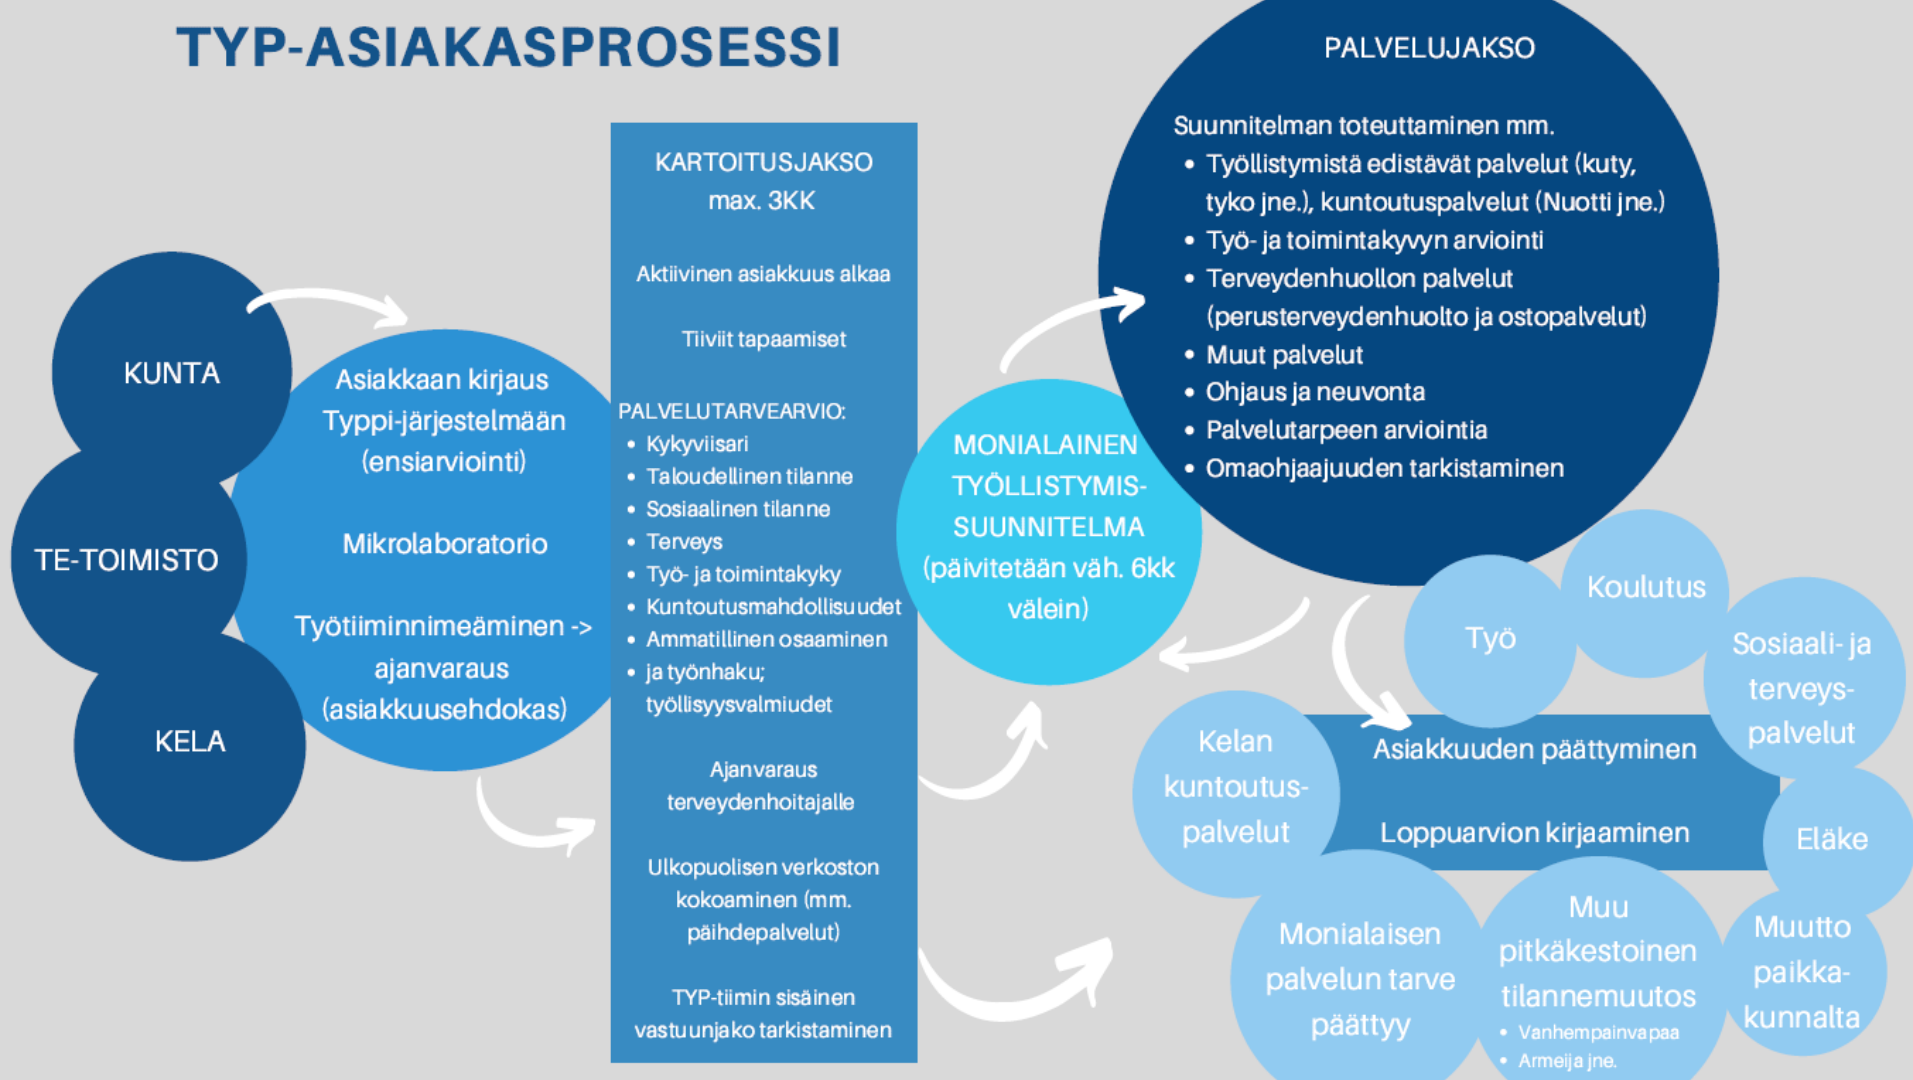 TYP-ASIAKASPROSESSI
KUNTA
TE-TOIMISTO
KELA
Asiakkaan kirjaus
Typpi-järjestelmään
(ensiarviointi)
Mikrolaboratorio
Työtiiminnimeäminen ->
ajanvaraus
(asiakkuusehdokas)
KARTOITUSJAKSO
max. 3KK
Aktiivinen asiakkuus alkaa
Tiiviit tapaamiset
PALVELUTARVEARVIO:
• Kykyviisari
• Taloudellinen tilanne
• Sosiaalinen tilanne
• Terveys
• Työ- ja toimintakyky
• Kuntoutusmahdollisuudet
• Ammatillinen osaaminen
• ja työnhaku;
työllisyysvalmiudet
Ajanvaraus
terveydenhoitajalle
Ulkopuolisen verkoston
kokoaminen (mm.
päihdepalvelut)
TYP-tiimin sisäinen
vastuunjako tarkistaminen
MONIALAINEN
TYÖLLISTYMIS-
SUUNNITELMA
(päivitetään väh. 6kk
välein)
PALVELUJAKSO
Suunnitelman toteuttaminen mm.
• Työllistymistä edistävät palvelut (kuty,
tyko jne.), kuntoutuspalvelut (Nuotti jne.)
• Työ- ja toimintakyvyn arviointi
• Terveydenhuollon palvelut
(perusterveydenhuolto ja ostopalvelut)
• Muut palvelut
• Ohjaus ja neuvonta
• Palvelutarpeen arviointia
• Omaohjaajuuden tarkistaminen
Asiakkuuden päättyminen
Loppuarvion kirjaaminen
Työ
Koulutus
Sosiaali- ja
terveys-
palvelut
Eläke
Muutto
paikka-
kunnalta
Muu
pitkäkestoinen
tilannemuutos
• Vanhempainvapaa
• Armeija jne.
Monialaisen
palvelun tarve
päättyy
Kelan
kuntoutus-
palvelut